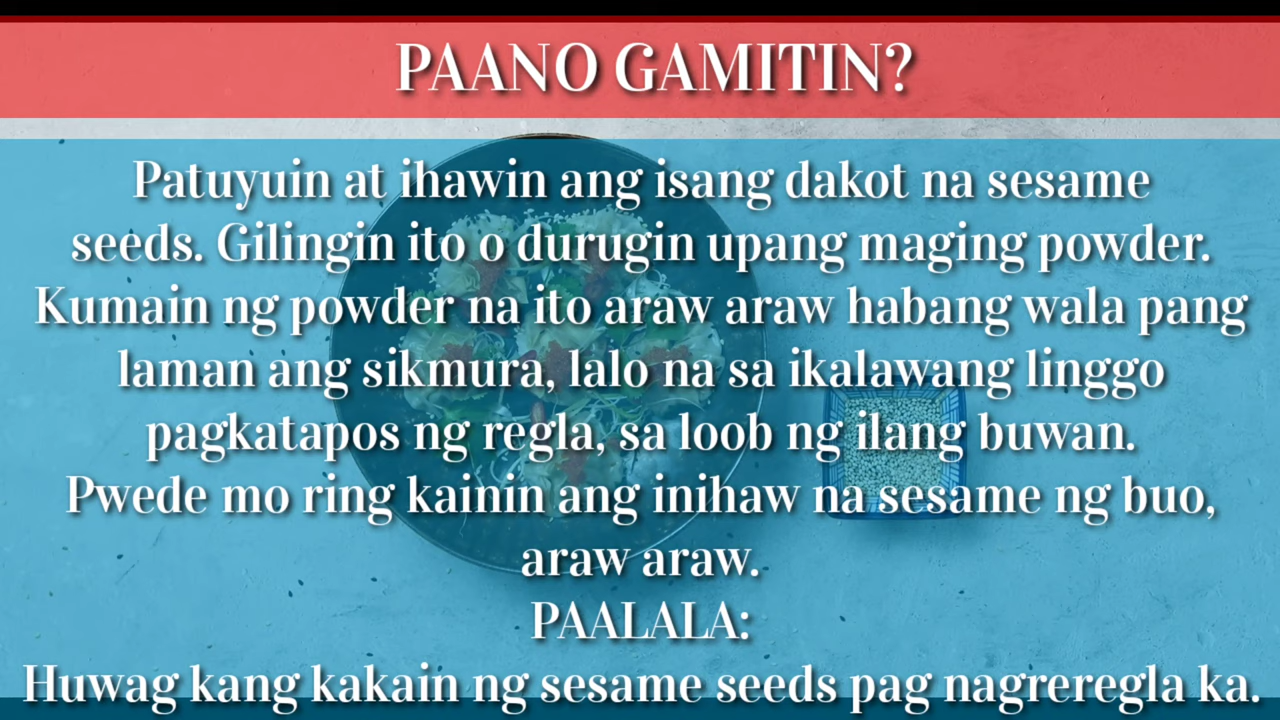 PAANO GAMITIN?
Patuyuin at ihawin ang isang dakot na sesame
seeds. Gilingin ito o durugin upang maging powder.
Kumain ng powder na ito araw araw habang wala pang
laman ang sikmura, lalo na sa ikalawang linggo
pagkatapos ng regla, sa loob ng ilang buwan.
Pwede mo ring kainin ang inihaw na sesame ng buo,
araw araw.
PAALALA:
Huwag kang kakain ng sesame seeds pag nagreregla ka.